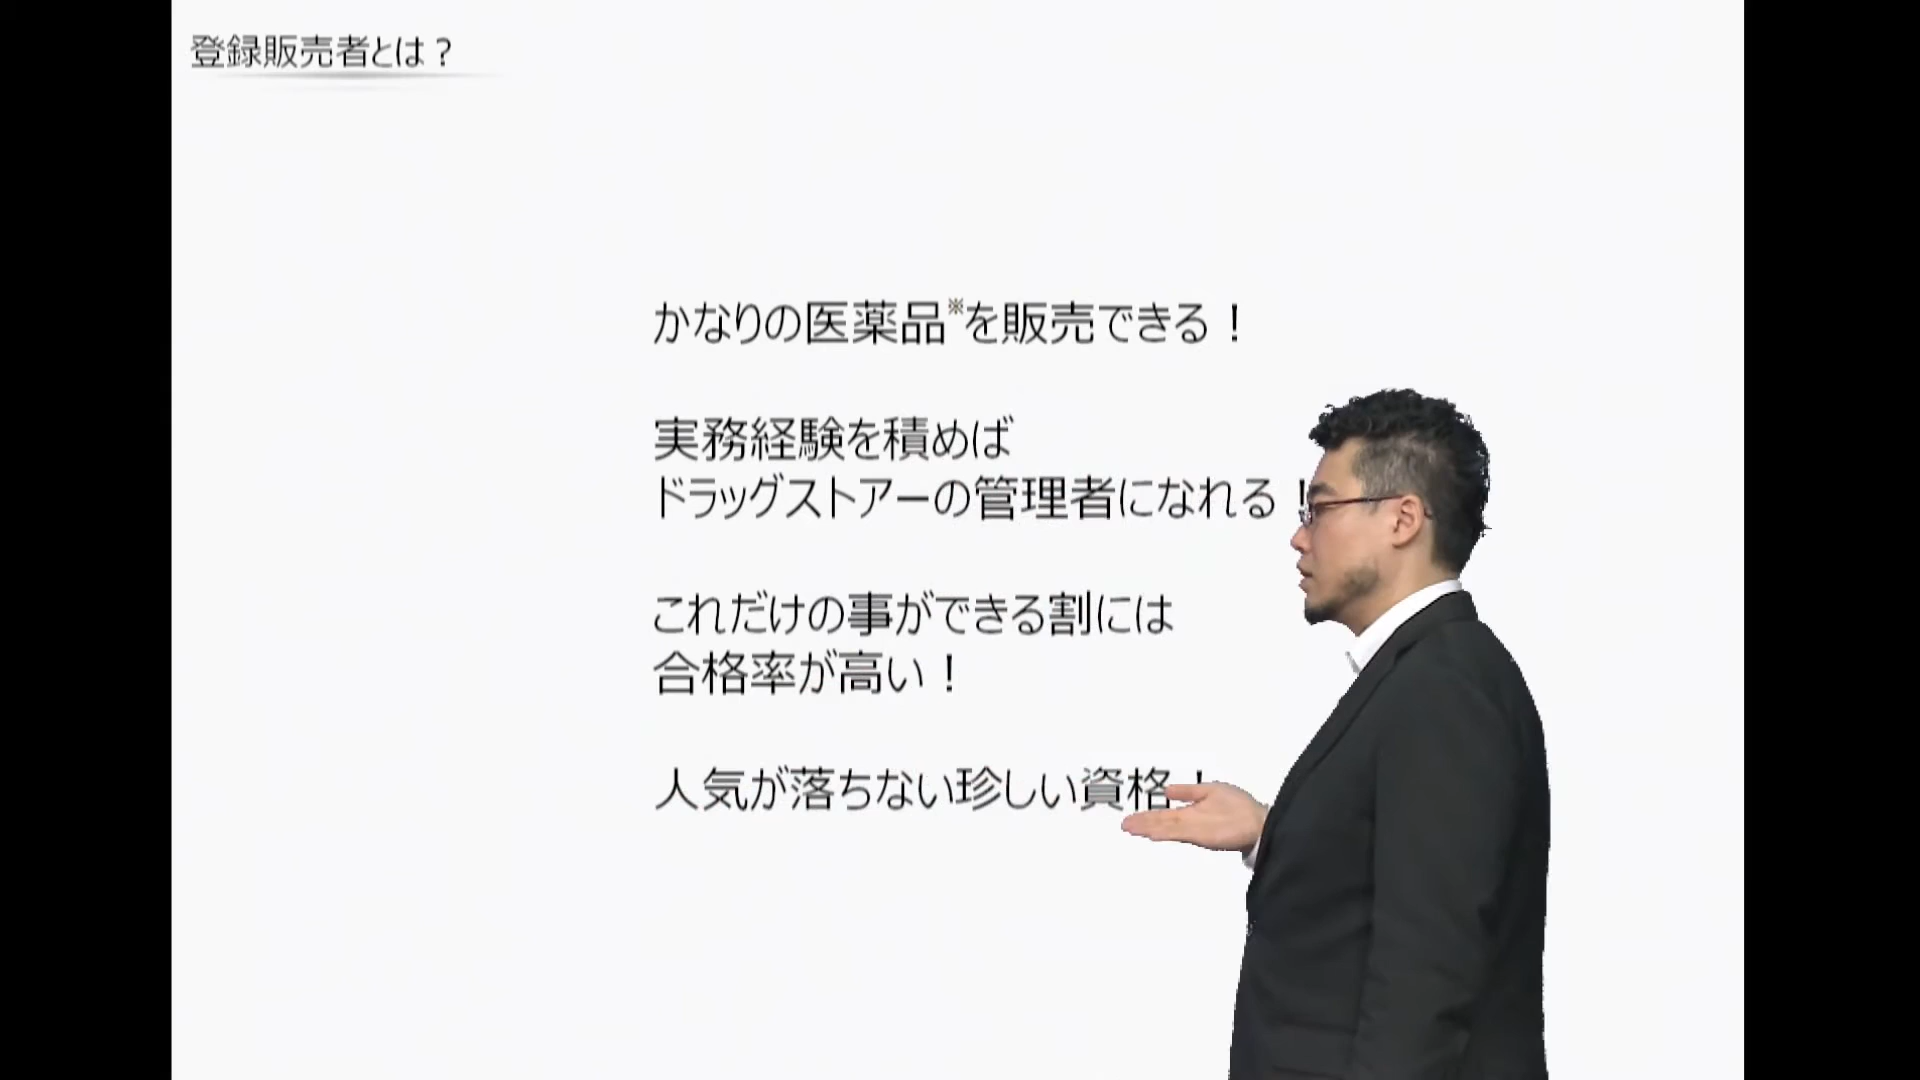 登録販売者とは？
かなりの医薬品※を販売できる！
実務経験を積めば
ドラッグストアーの管理者になれる！
これだけの事ができる割には
合格率が高い！
人気が落ちない珍しい資格！